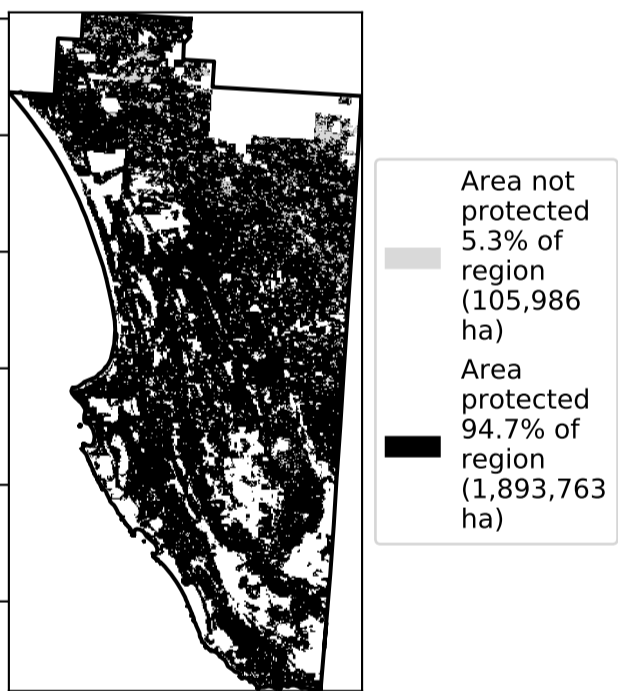 Area not
protected
5.3% of
region
(105,986
ha)
Area
protected
94.7% of
region
(1,893,763
ha)